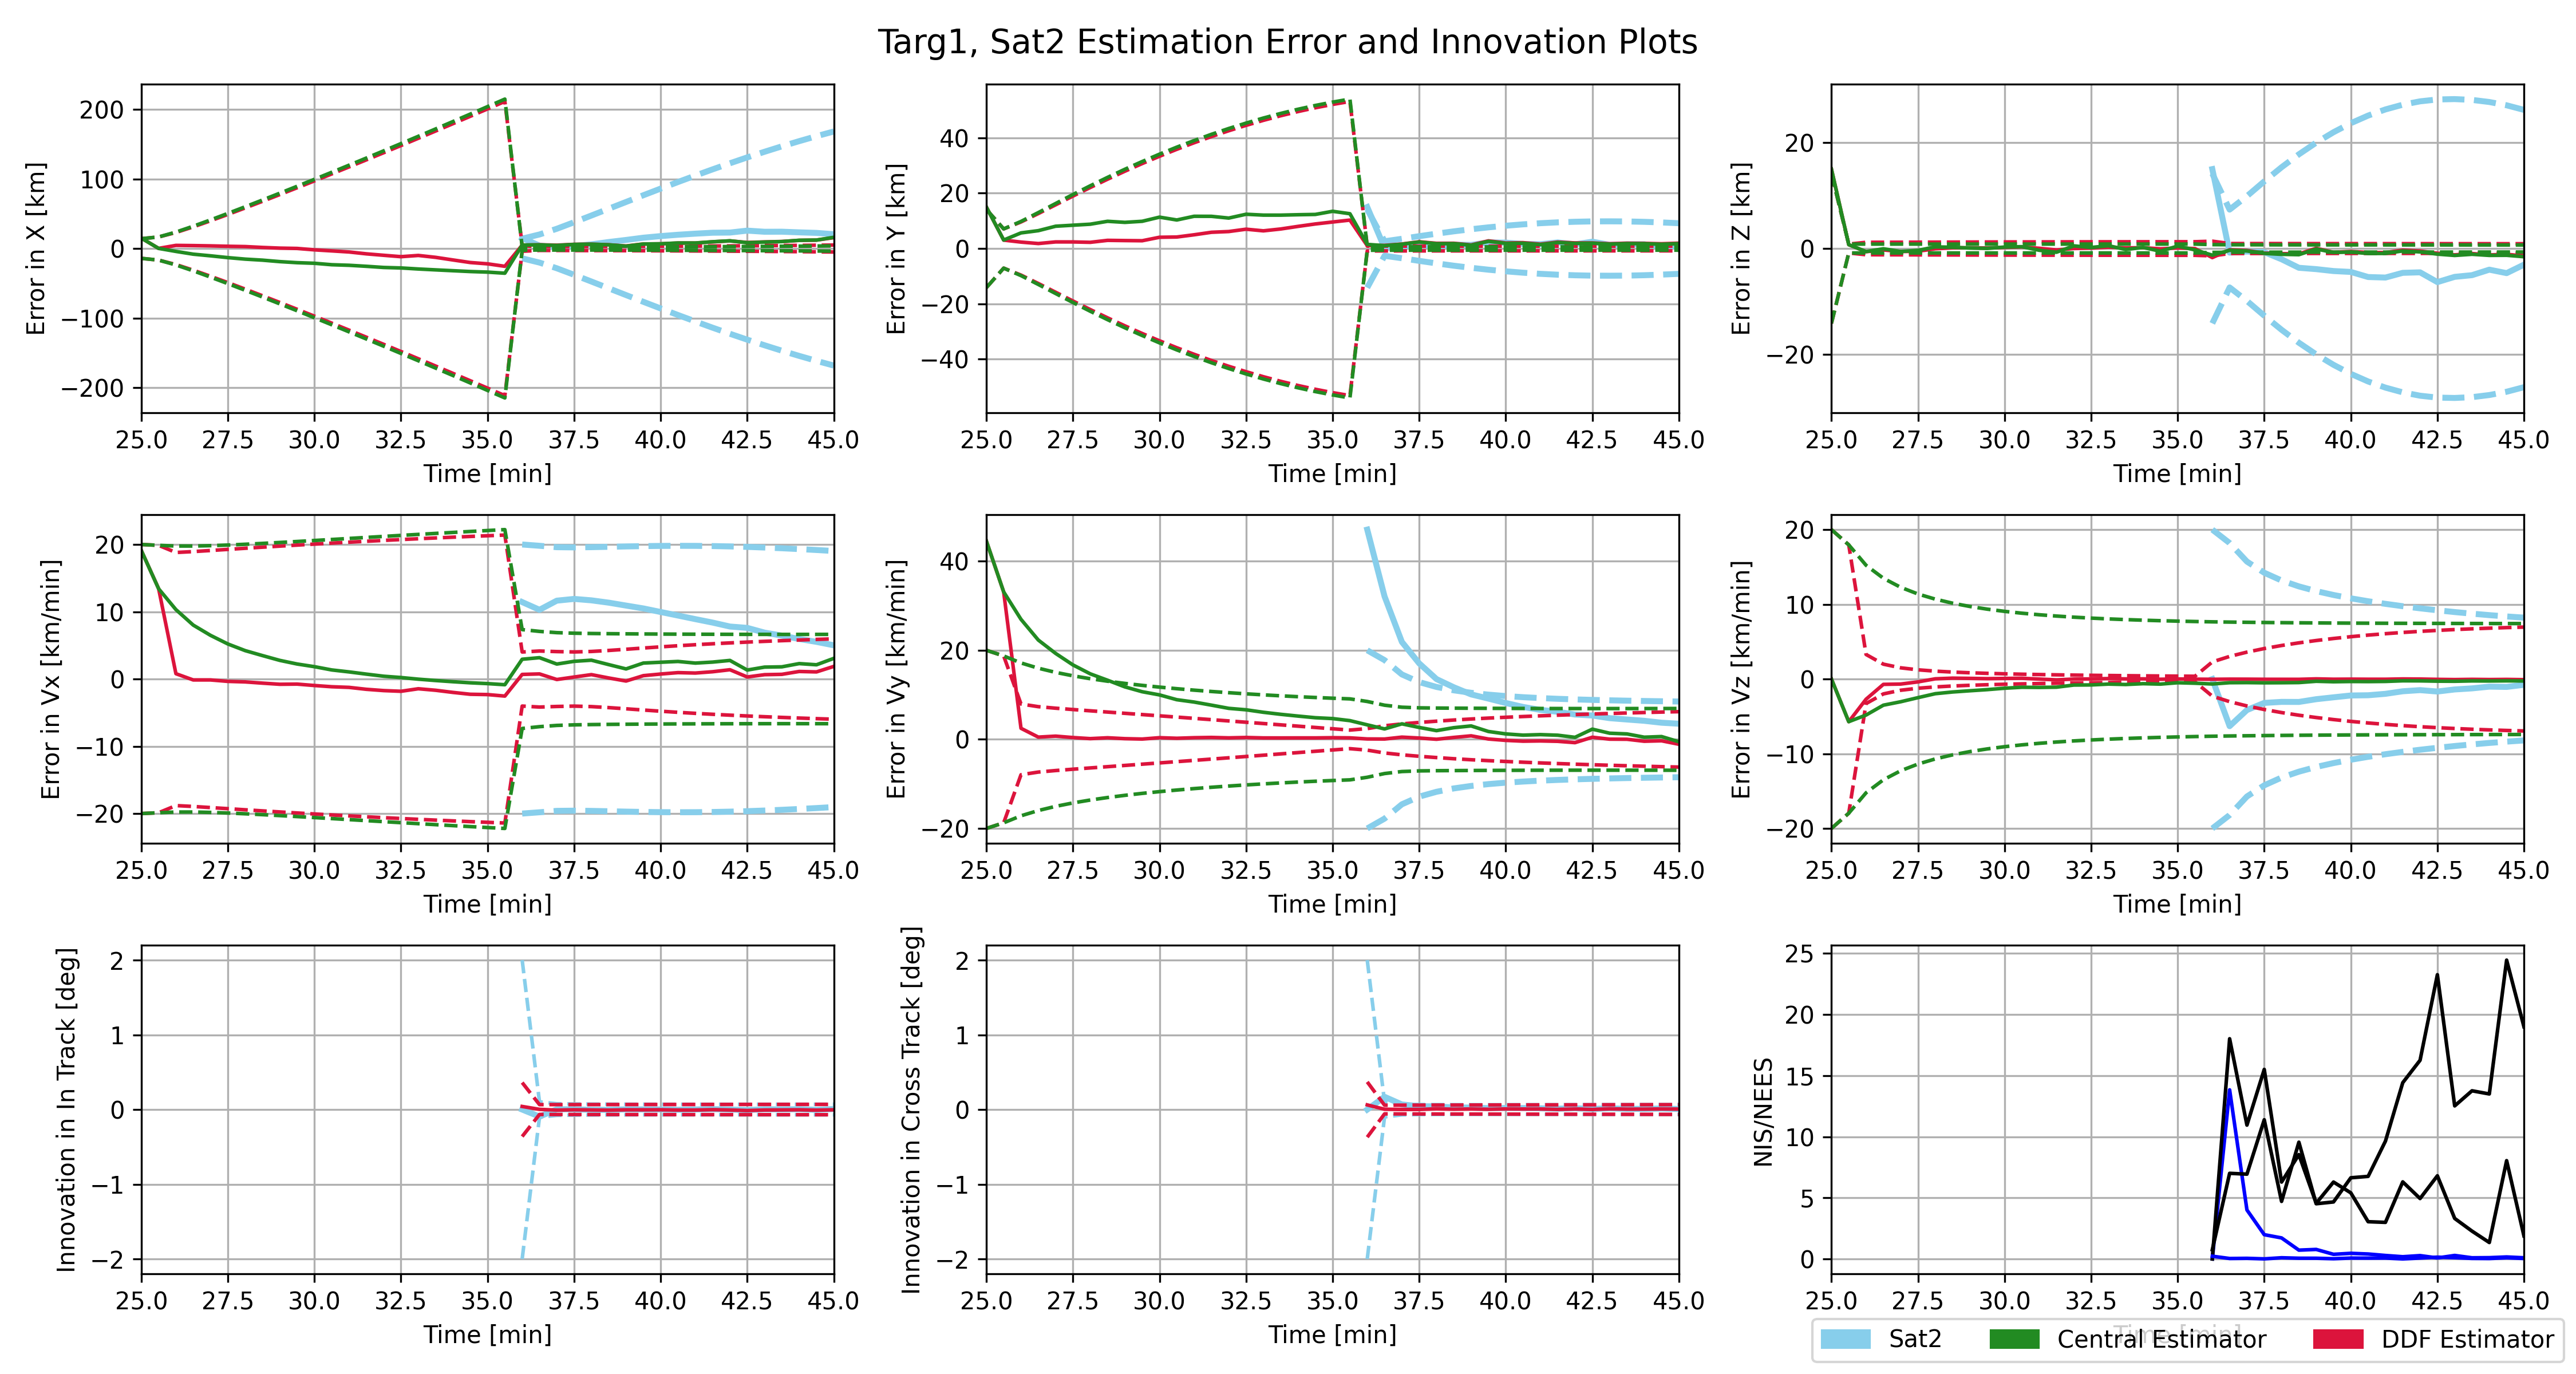 Targ1, Sat2 Estimation Error and Innovation Plots
Error in X [km]
200
100
0
−100
−200
25.0 27.5 30.0 32.5 35.0 37.5 40.0 42.5 45.0
Time [min]
Error in Y [km]
40
20
0
−20
−40
25.0 27.5 30.0 32.5 35.0 37.5 40.0 42.5 45.0
Time [min]
Error in Z [km]
20
0
−20
25.0 27.5 30.0 32.5 35.0 37.5 40.0 42.5 45.0
Time [min]
Error in Vx [km/min]
20
10
0
−10
−20
25.0 27.5 30.0 32.5 35.0 37.5 40.0 42.5 45.0
Time [min]
Error in Vy [km/min]
40
20
0
−20
25.0 27.5 30.0 32.5 35.0 37.5 40.0 42.5 45.0
Time [min]
Error in Vz [km/min]
20
10
0
−10
−20
25.0 27.5 30.0 32.5 35.0 37.5 40.0 42.5 45.0
Time [min]
Innovation in In Track [deg]
2
1
0
−1
−2
25.0 27.5 30.0 32.5 35.0 37.5 40.0 42.5 45.0
Time [min]
Innovation in Cross Track [deg]
2
1
0
−1
−2
25.0 27.5 30.0 32.5 35.0 37.5 40.0 42.5 45.0
Time [min]
NIS/NEES
25
20
15
10
5
0
25.0 27.5 30.0 32.5 35.0 37.5 40.0 42.5 45.0
Time [min]
Sat2 Central Estimator DDF Estimator